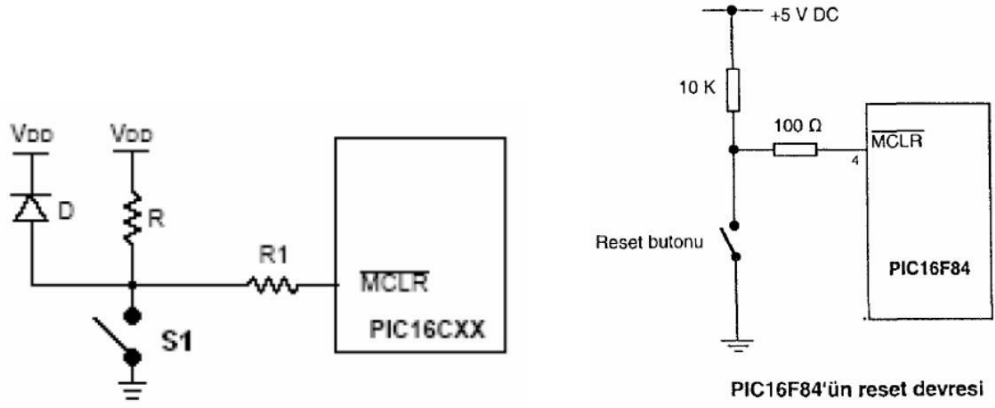 VDD
VDD
D
R
R1
MCLR
PIC16CXX
S1
+5 V DC
10 K
100 Ω
MCLR
4
Reset butonu
PIC16F84
PIC16F84'ün reset devresi